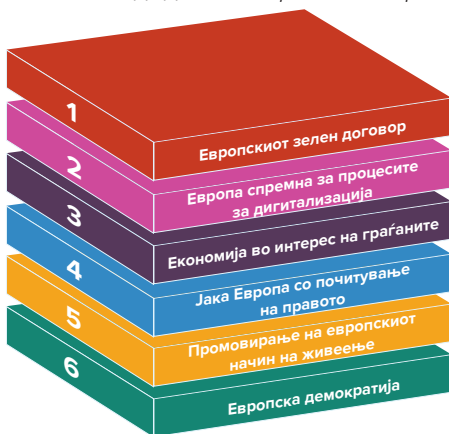 1
Европскиот зелен договор
2
Европа спремна за процесите
за дигитализација
3
Економија во интерес на граѓаните
4
Јака Европа со почитување
на правото
5
Промовирање на европскиот
начин на живеење
6
Европска демократија